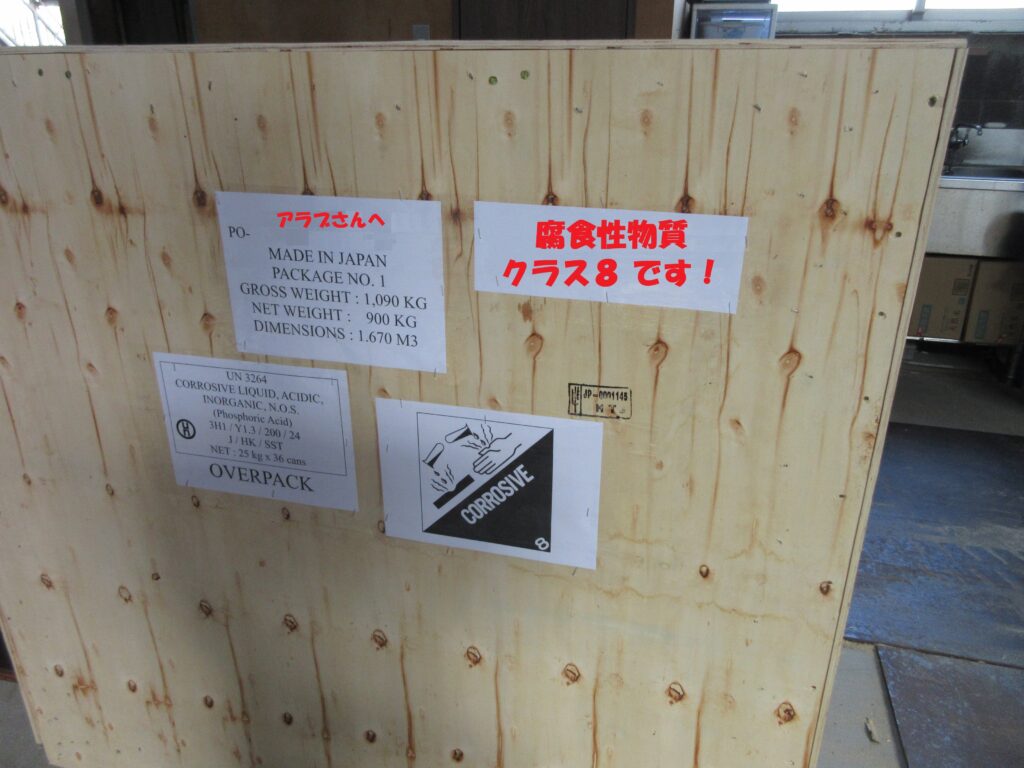 アラブさんへ
PO-
MADE IN JAPAN
PACKAGE NO. 1
GROSS WEIGHT : 1,090 KG
NET WEIGHT : 900 KG
DIMENSIONS : 1.670 M3
腐食性物質
クラス8 です！
UN 3264
CORROSIVE LIQUID, ACIDIC,
INORGANIC, N.O.S.
(Phosphoric Acid)
3H1 / Y1.3 / 200 / 24
J / HK / SST
NET : 25 kg x 36 cans
OVERPACK
JP-0001145
CORROSIVE
8